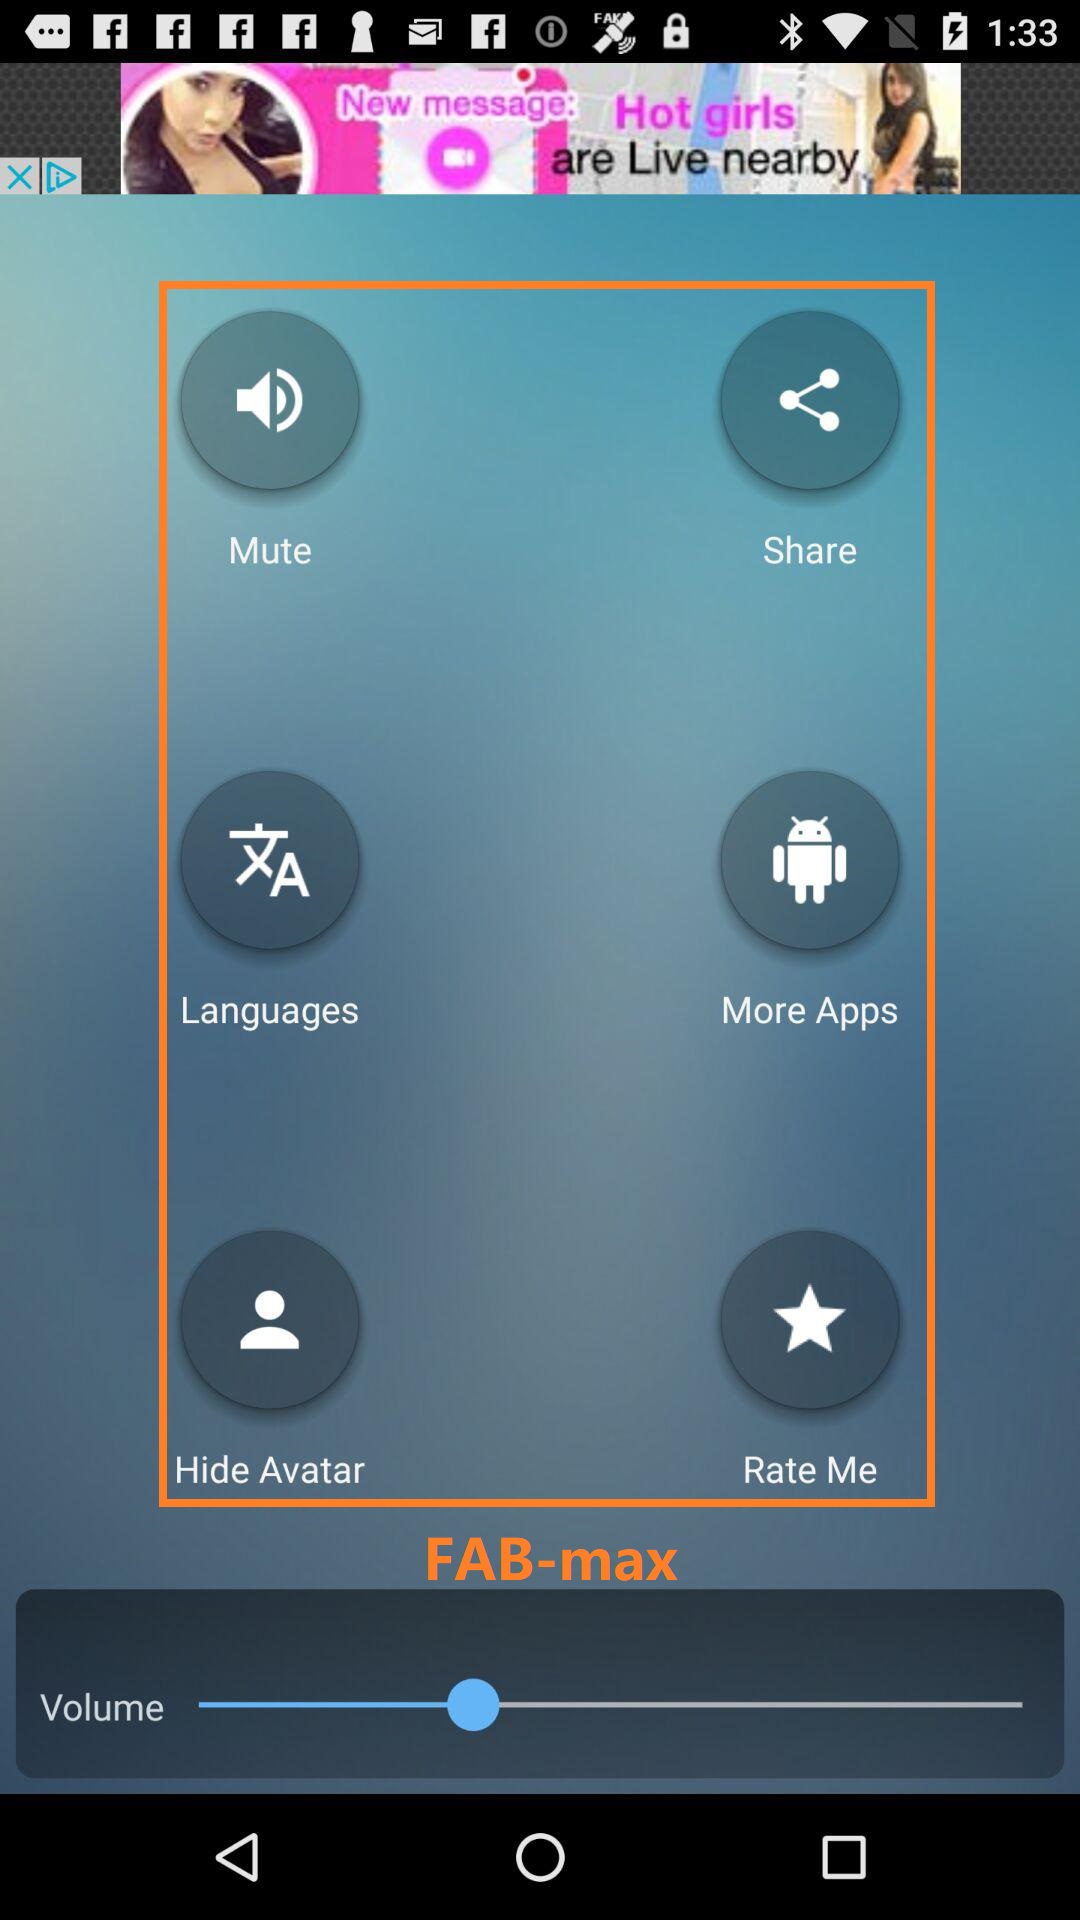 FAK
1:33
New message:
Hot girls
are Live nearby
Mute
Share
Languages
More Apps
Hide Avatar
Rate Me
FAB-max
Volume